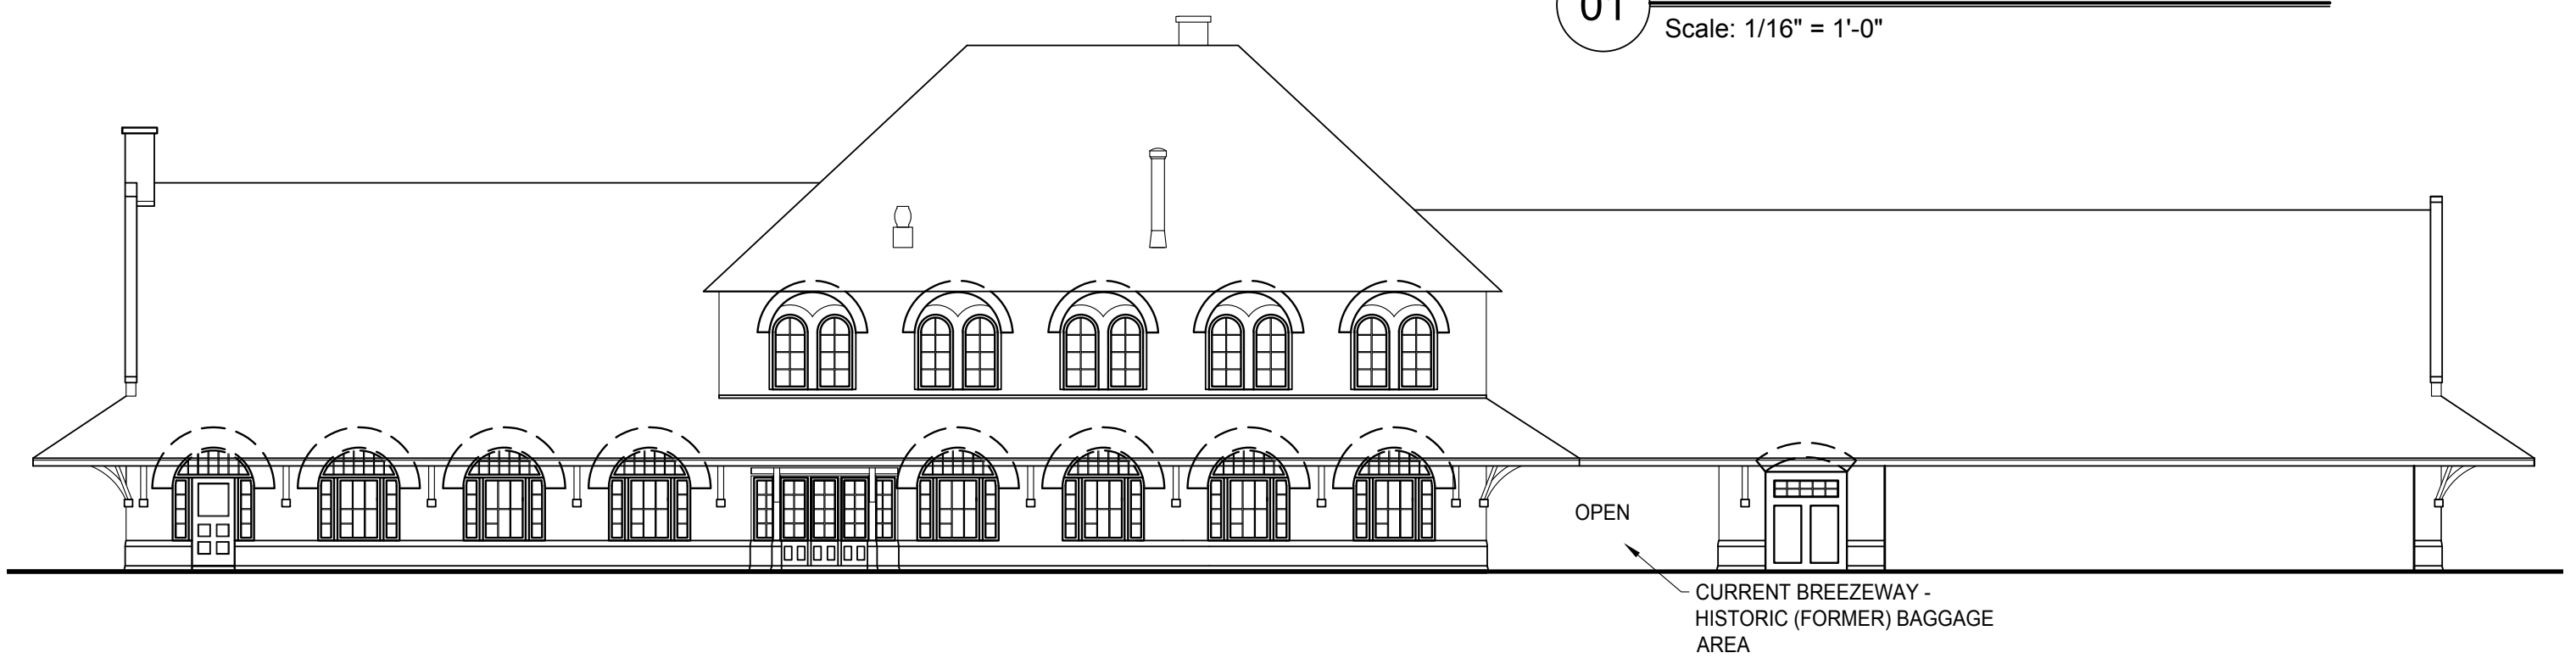 01
Scale: 1/16" = 1'-0"
OPEN
CURRENT BREEZEWAY -
HISTORIC (FORMER) BAGGAGE
AREA